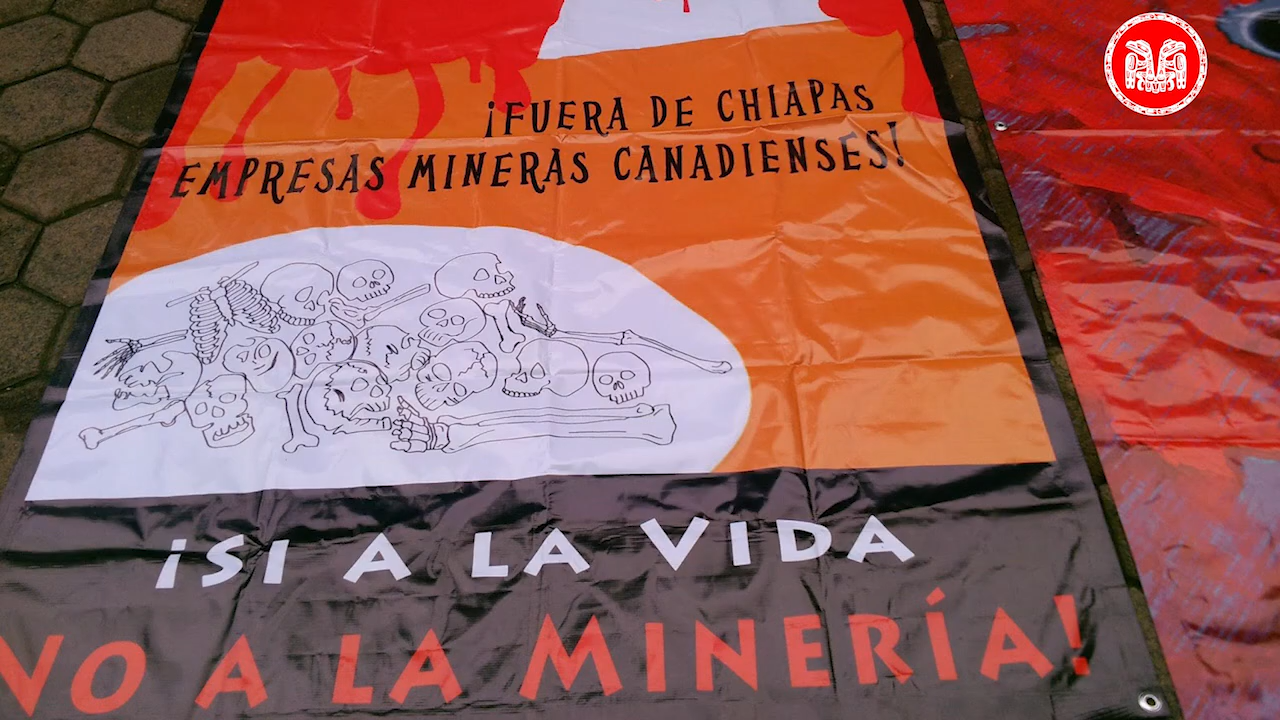 ¡FUERA DE CHIAPAS
EMPRESAS MINERAS CANADIENSES!
¡SI A LA VIDA
NO A LA MINERÍA!